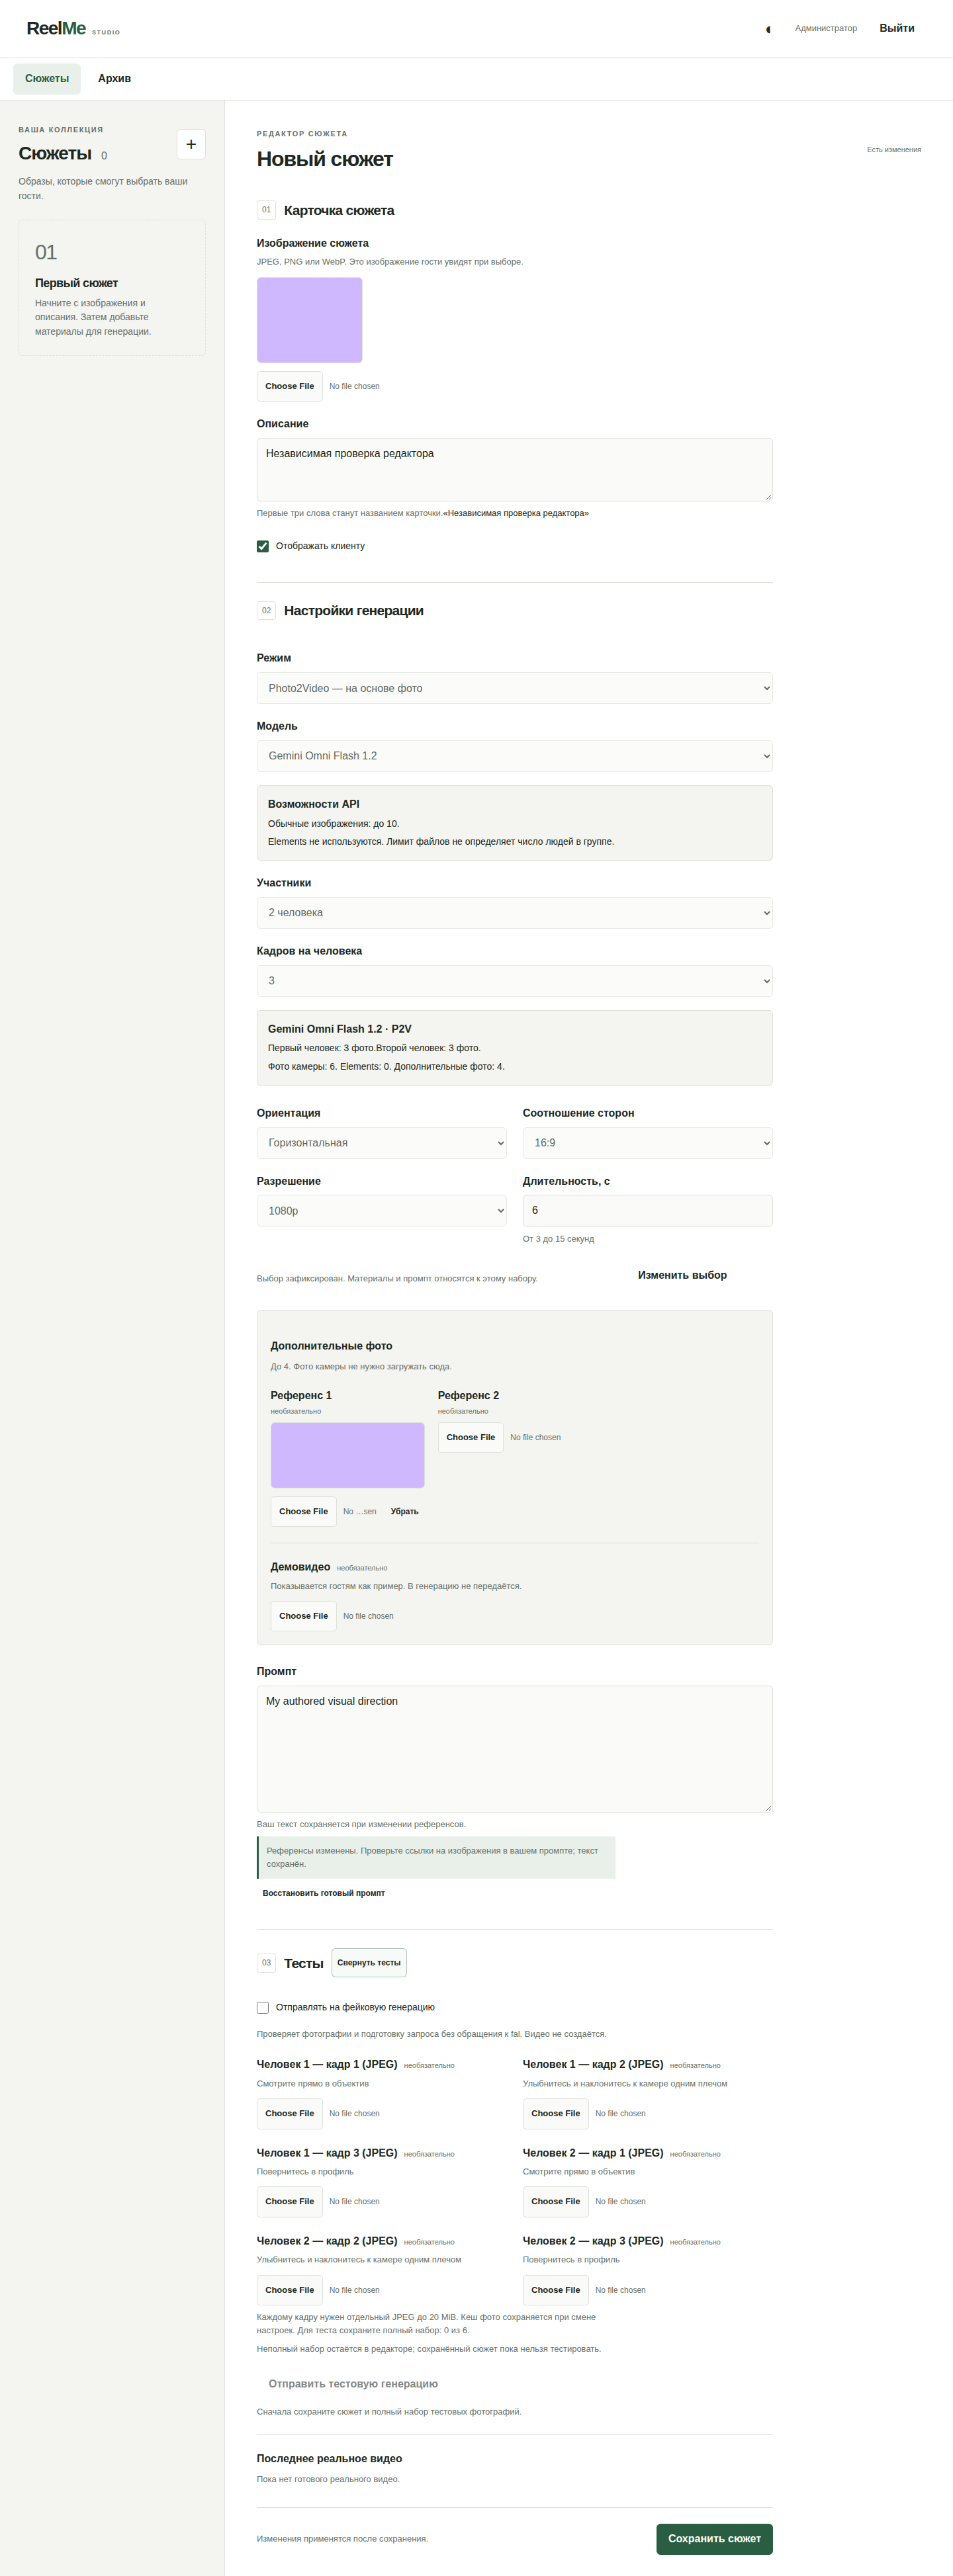 ReelMe STUDIO
Администратор
Выйти
Сюжеты
Архив
ВАША КОЛЛЕКЦИЯ
Сюжеты 0
+
Образы, которые смогут выбрать ваши
гости.
01
Первый сюжет
Начните с изображения и
описания. Затем добавьте
материалы для генерации.
РЕДАКТОР СЮЖЕТА
Новый сюжет
Есть изменения
01 Карточка сюжета
Изображение сюжета
JPEG, PNG или WebP. Это изображение гости увидят при выборе.
Choose File No file chosen
Описание
Независимая проверка редактора
Первые три слова станут названием карточки.«Независимая проверка редактора»
Отображать клиенту
02 Настройки генерации
Режим
Photo2Video — на основе фото
Модель
Gemini Omni Flash 1.2
Возможности API
Обычные изображения: до 10.
Elements не используются. Лимит файлов не определяет число людей в группе.
Участники
2 человека
Кадров на человека
3
Gemini Omni Flash 1.2 · P2V
Первый человек: 3 фото.Второй человек: 3 фото.
Фото камеры: 6. Elements: 0. Дополнительные фото: 4.
Ориентация Соотношение сторон
Горизонтальная 16:9
Разрешение Длительность, с
1080p 6
От 3 до 15 секунд
Выбор зафиксирован. Материалы и промпт относятся к этому набору. Изменить выбор
Дополнительные фото
До 4. Фото камеры не нужно загружать сюда.
Референс 1 Референс 2
необязательно необязательно
Choose File No file chosen
Choose File No …sen Убрать
Демовидео необязательно
Показывается гостям как пример. В генерацию не передаётся.
Choose File No file chosen
Промпт
My authored visual direction
Ваш текст сохраняется при изменении референсов.
Референсы изменены. Проверьте ссылки на изображения в вашем промпте; текст
сохранён.
Восстановить готовый промпт
03 Тесты Свернуть тесты
Отправлять на фейковую генерацию
Проверяет фотографии и подготовку запроса без обращения к fal. Видео не создаётся.
Человек 1 — кадр 1 (JPEG) необязательно Человек 1 — кадр 2 (JPEG) необязательно
Смотрите прямо в объектив Улыбнитесь и наклонитесь к камере одним плечом
Choose File No file chosen Choose File No file chosen
Человек 1 — кадр 3 (JPEG) необязательно Человек 2 — кадр 1 (JPEG) необязательно
Повернитесь в профиль Смотрите прямо в объектив
Choose File No file chosen Choose File No file chosen
Человек 2 — кадр 2 (JPEG) необязательно Человек 2 — кадр 3 (JPEG) необязательно
Улыбнитесь и наклонитесь к камере одним плечом Повернитесь в профиль
Choose File No file chosen Choose File No file chosen
Каждому кадру нужен отдельный JPEG до 20 MiB. Кеш фото сохраняется при смене
настроек. Для теста сохраните полный набор: 0 из 6.
Неполный набор остаётся в редакторе; сохранённый сюжет пока нельзя тестировать.
Отправить тестовую генерацию
Сначала сохраните сюжет и полный набор тестовых фотографий.
Последнее реальное видео
Пока нет готового реального видео.
Изменения применятся после сохранения. Сохранить сюжет